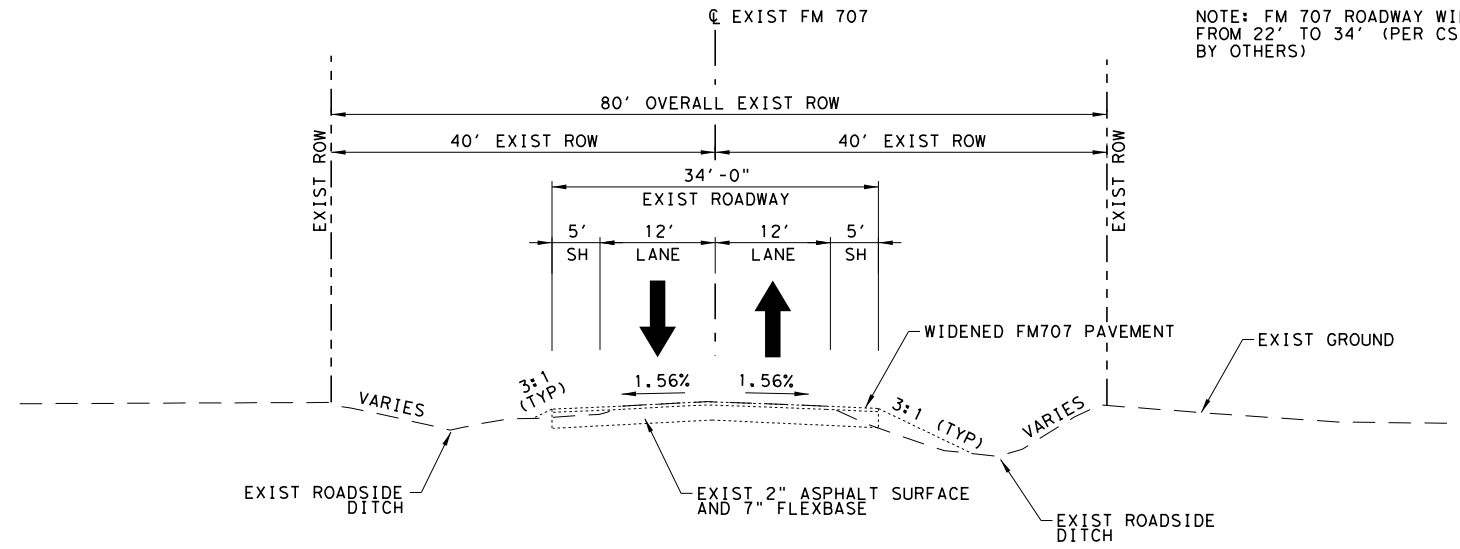 ℄ EXIST FM 707
NOTE: FM 707 ROADWAY
FROM 22' TO 34' (PER
BY OTHERS)
80' OVERALL EXIST ROW
40' EXIST ROW
40' EXIST ROW
EXIST ROW
EXIST ROW
34'-0"
EXIST ROADWAY
5'
SH
12'
LANE
12'
LANE
5'
SH
WIDENED FM707 PAVEMENT
EXIST GROUND
3:1
(TYP)
1.56%
1.56%
3:1 (TYP)
VARIES
VARIES
EXIST ROADSIDE
DITCH
EXIST 2" ASPHALT SURFACE
AND 7" FLEXBASE
EXIST ROADSIDE
DITCH